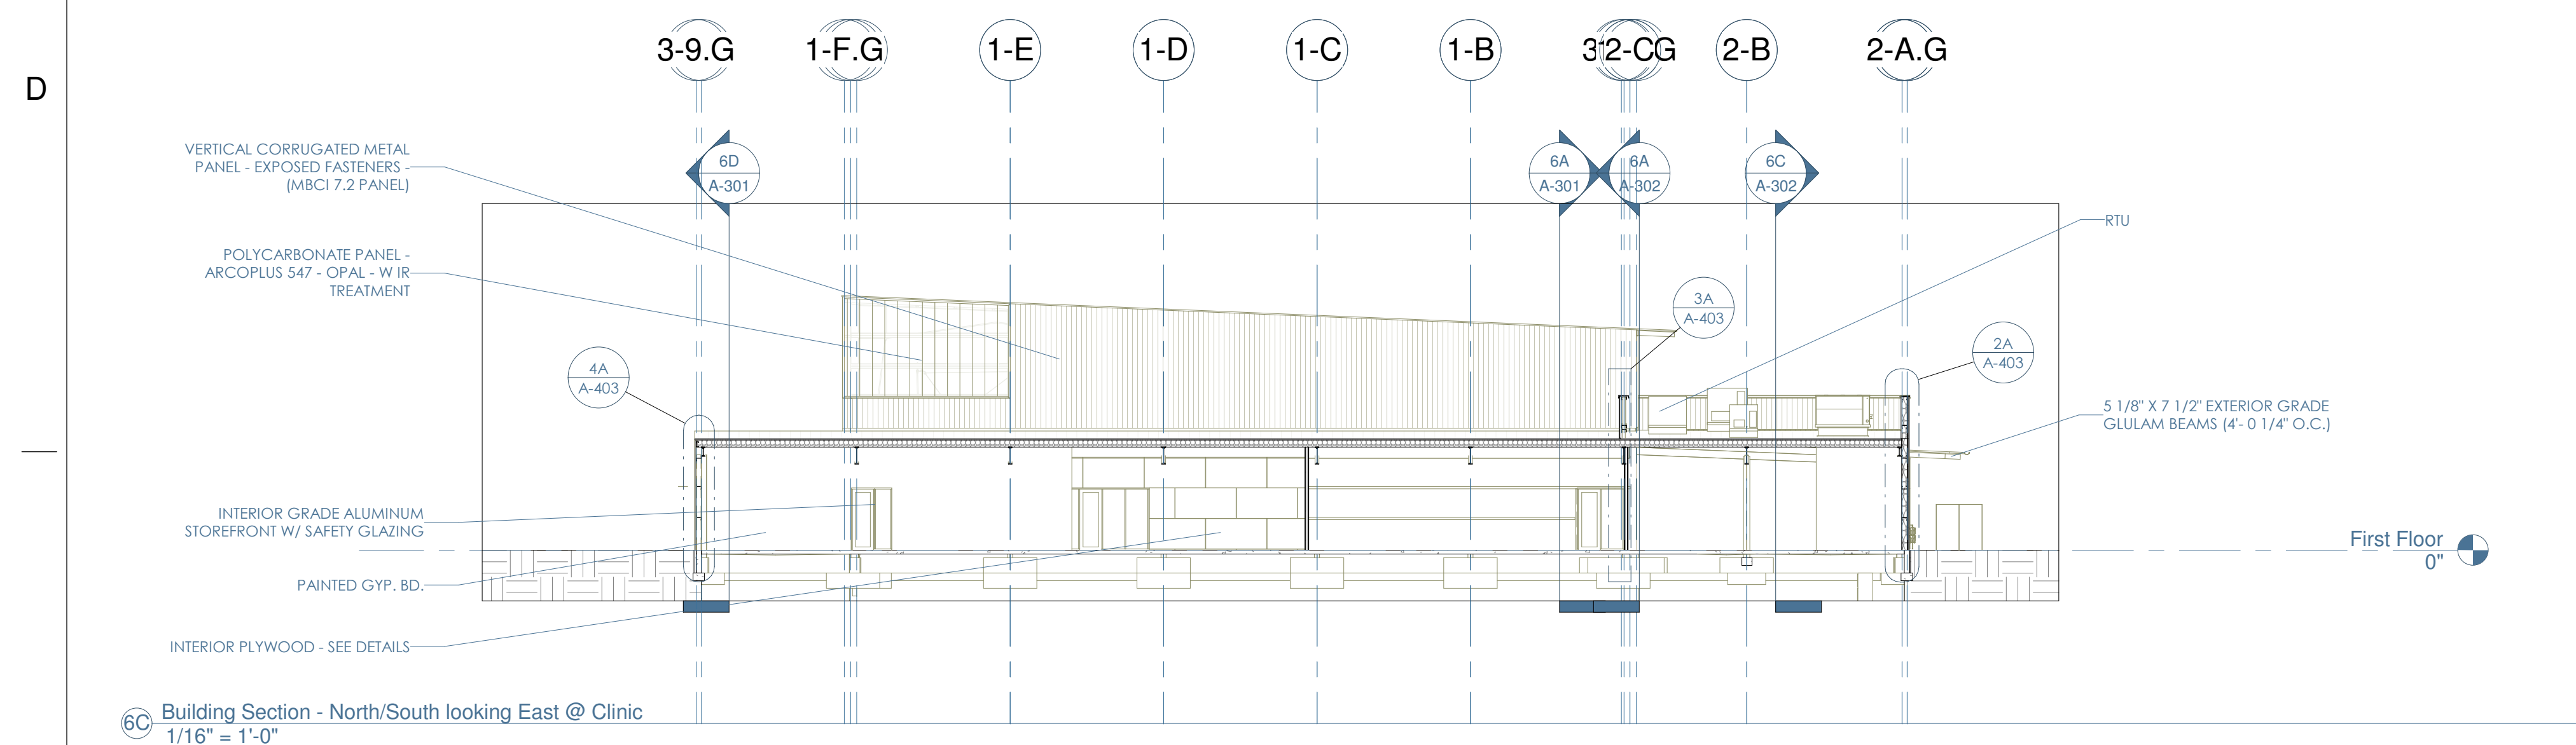 3-9.G 1-F.G 1-E 1-D 1-C 1-B 2-C 2-B 2-A.G
D
VERTICAL CORRUGATED METAL
PANEL - EXPOSED FASTENERS -
(MBCI 7.2 PANEL)
6D
A-301
6A
A-301
6A
A-302
6C
A-302
RTU
POLYCARBONATE PANEL -
ARCOPLUS 547 - OPAL - W IR
TREATMENT
3A
A-403
2A
A-403
4A
A-403
5 1/8" X 7 1/2" EXTERIOR GRADE
GLULAM BEAMS (4'- 0 1/4" O.C.)
INTERIOR GRADE ALUMINUM
STOREFRONT W/ SAFETY GLAZING
First Floor
0"
PAINTED GYP. BD.
INTERIOR PLYWOOD - SEE DETAILS
6C Building Section - North/South looking East @ Clinic
1/16" = 1'-0"